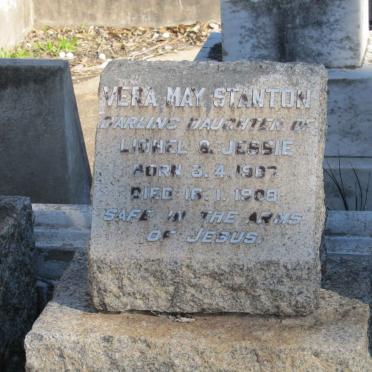 VERA MAY STANTON
DARLING DAUGHTER OF
LIONEL & JESSIE
BORN 3.4.1907
DIED 16.1.1908
SAFE IN THE ARMS
OF JESUS.